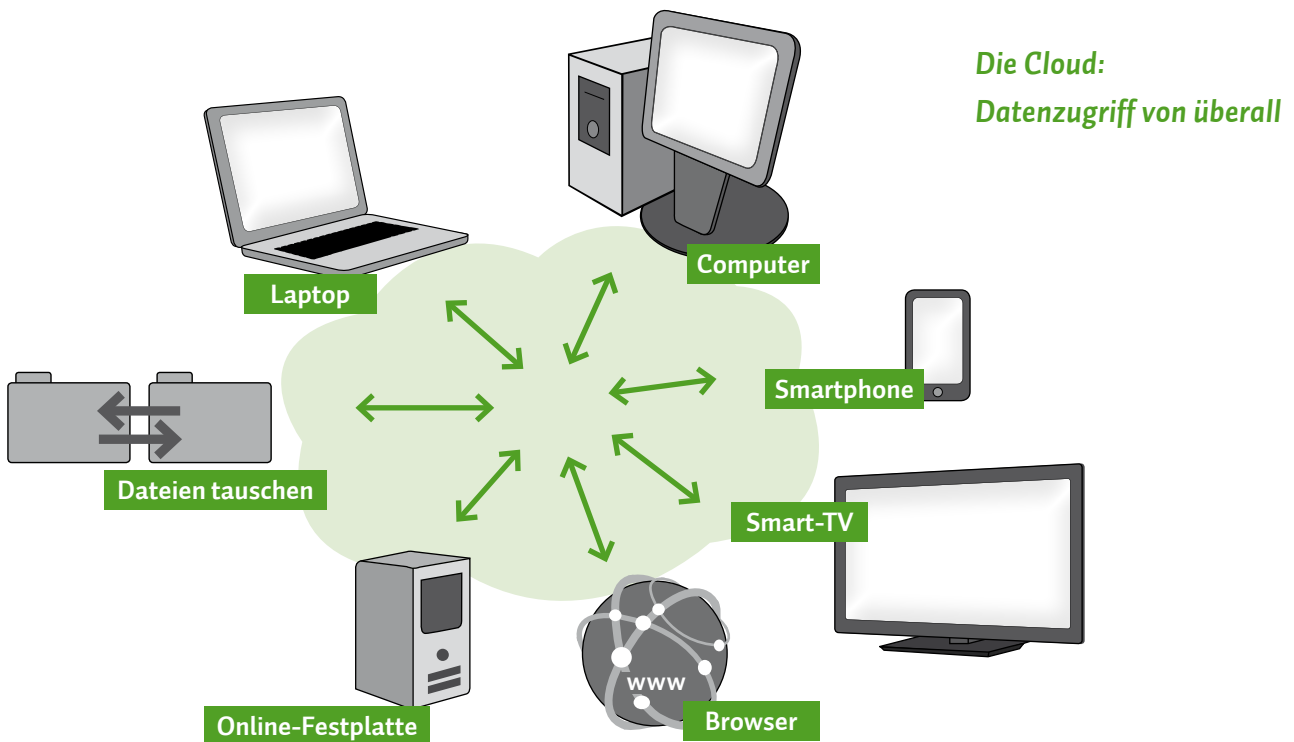 Die Cloud:
Datenzugriff von überall
Computer
Laptop
Smartphone
Dateien tauschen
Smart-TV
www
Browser
Online-Festplatte